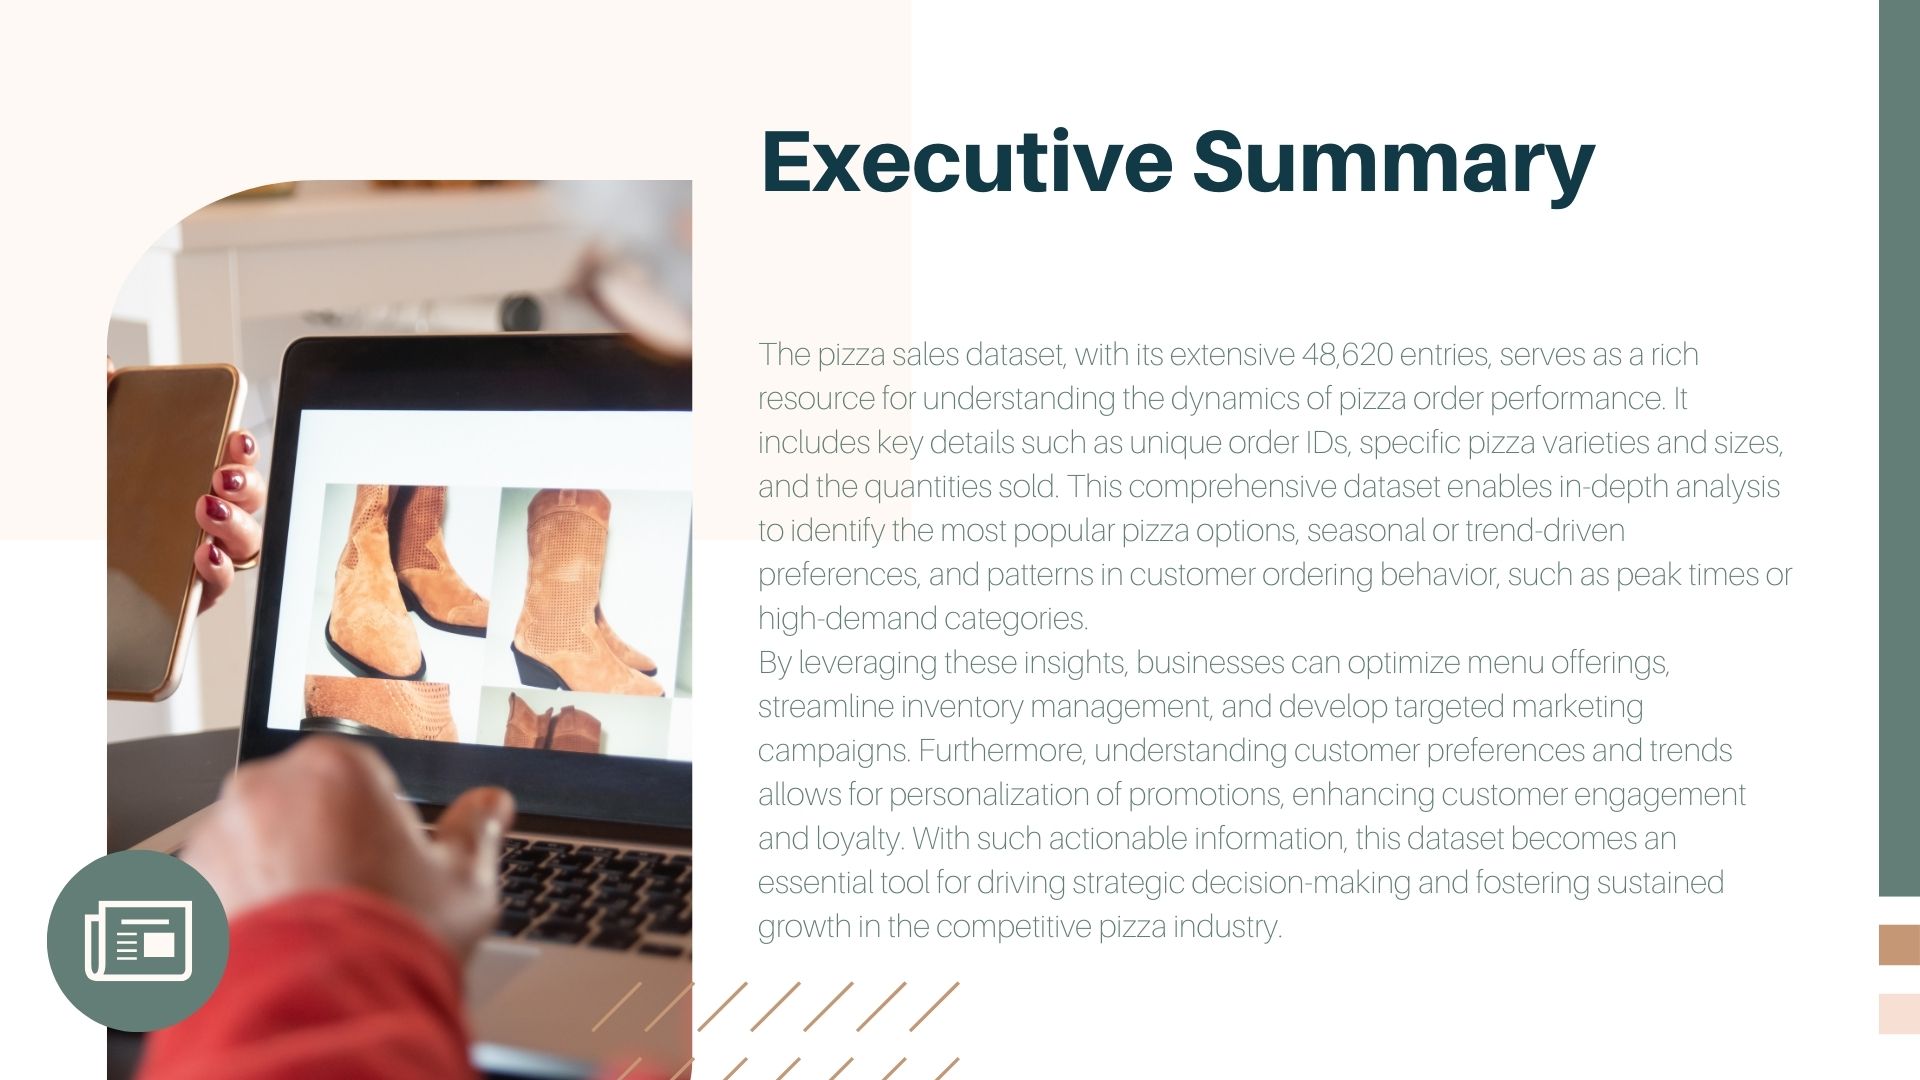 Executive Summary
The pizza sales dataset, with its extensive 48,620 entries, serves as a rich
resource for understanding the dynamics of pizza order performance. It
includes key details such as unique order IDs, specific pizza varieties and sizes,
and the quantities sold. This comprehensive dataset enables in-depth analysis
to identify the most popular pizza options, seasonal or trend-driven
preferences, and patterns in customer ordering behavior, such as peak times or
high-demand categories.
By leveraging these insights, businesses can optimize menu offerings,
streamline inventory management, and develop targeted marketing
campaigns. Furthermore, understanding customer preferences and trends
allows for personalization of promotions, enhancing customer engagement
and loyalty. With such actionable information, this dataset becomes an
essential tool for driving strategic decision-making and fostering sustained
growth in the competitive pizza industry.